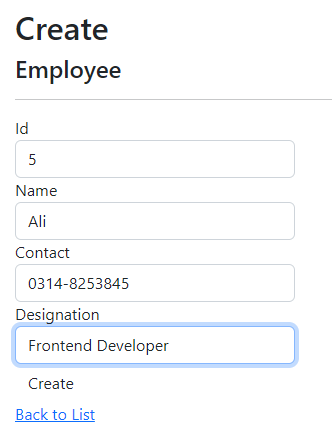 Create
Employee
Id
5
Name
Ali
Contact
0314-8253845
Designation
Frontend Developer
Create
Back to List